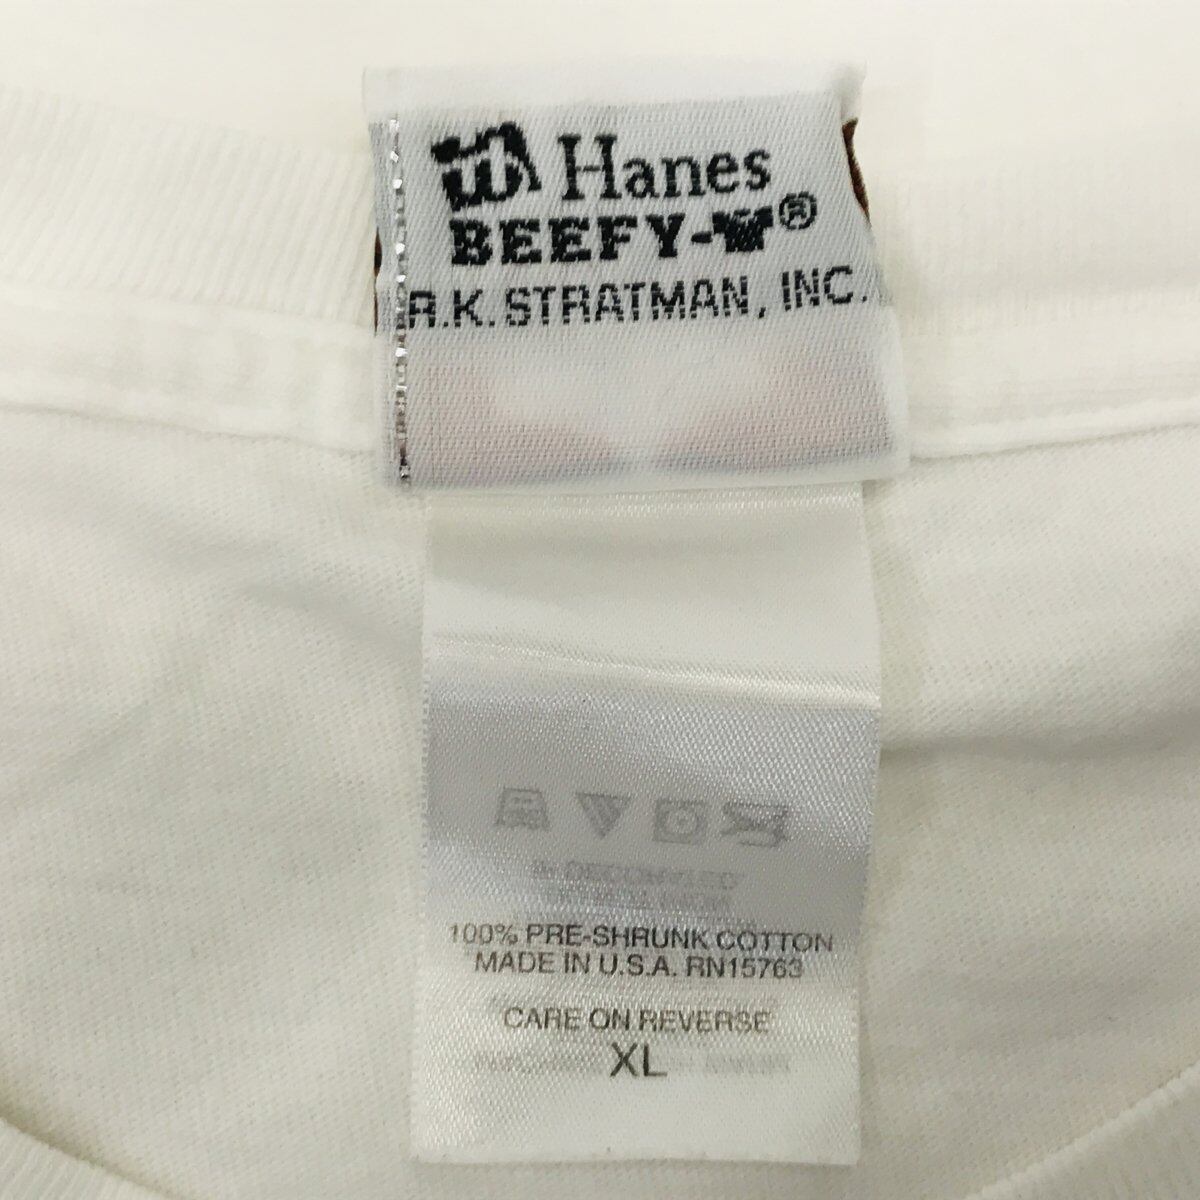 Hanes
BEEFY-T®
R.K. STRATMAN, INC.
100% PRE-SHRUNK COTTON
MADE IN U.S.A. RN15763
CARE ON REVERSE
XL